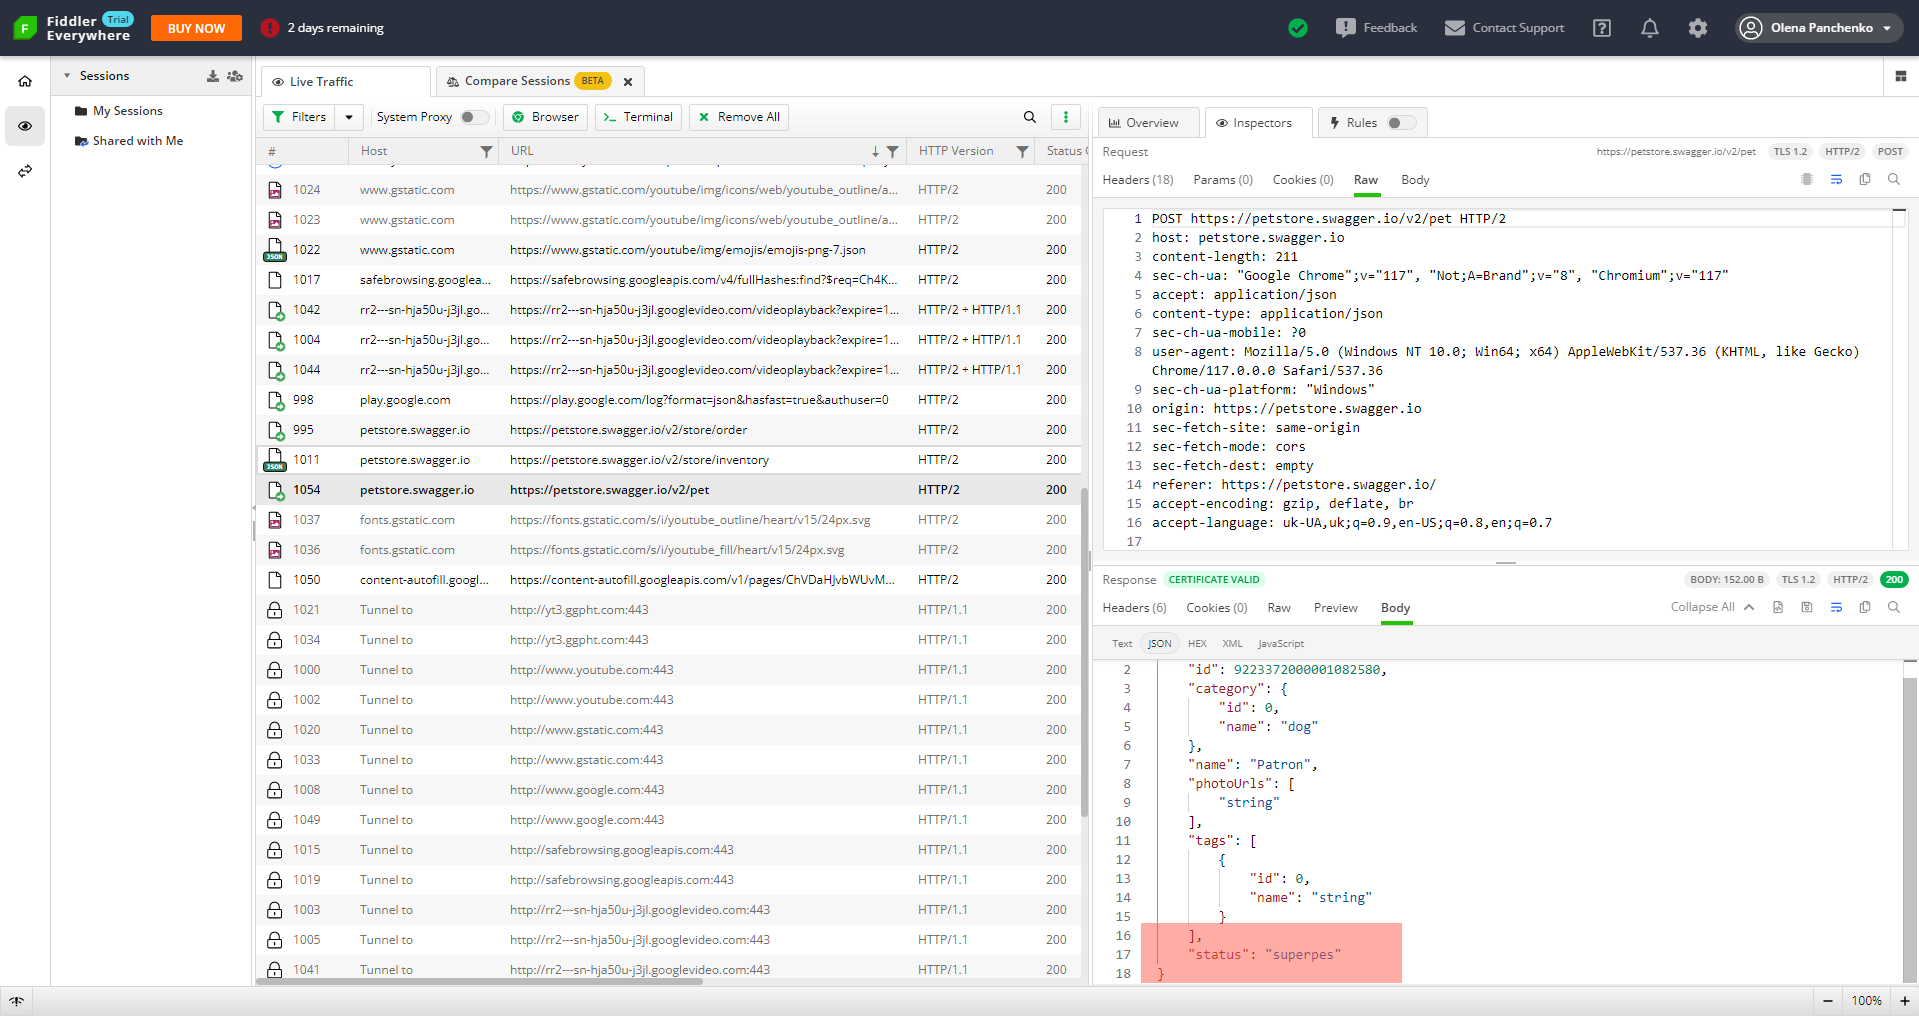 Fiddler Trial
Everywhere
BUY NOW
2 days remaining
Feedback
Contact Support
Olena Panchenko
Sessions
My Sessions
Shared with Me
Live Traffic
Compare Sessions BETA
Filters
System Proxy
Browser
Terminal
Remove All
# Host URL HTTP Version Status C
1024 www.gstatic.com https://www.gstatic.com/youtube/img/icons/web/youtube_outline/a... HTTP/2 200
1023 www.gstatic.com https://www.gstatic.com/youtube/img/icons/web/youtube_outline/a... HTTP/2 200
JSON 1022 www.gstatic.com https://www.gstatic.com/youtube/img/emojis/emojis-png-7.json HTTP/2 200
1017 safebrowsing.googlea... https://safebrowsing.googleapis.com/v4/fullHashes:find?$req=Ch4K... HTTP/2 200
1042 rr2---sn-hja50u-j3jl.go... https://rr2---sn-hja50u-j3jl.googlevideo.com/videoplayback?expire=1... HTTP/2 + HTTP/1.1 200
1004 rr2---sn-hja50u-j3jl.go... https://rr2---sn-hja50u-j3jl.googlevideo.com/videoplayback?expire=1... HTTP/2 + HTTP/1.1 200
1044 rr2---sn-hja50u-j3jl.go... https://rr2---sn-hja50u-j3jl.googlevideo.com/videoplayback?expire=1... HTTP/2 + HTTP/1.1 200
998 play.google.com https://play.google.com/log?format=json&hasfast=true&authuser=0 HTTP/2 200
995 petstore.swagger.io https://petstore.swagger.io/v2/store/order HTTP/2 200
JSON 1011 petstore.swagger.io https://petstore.swagger.io/v2/store/inventory HTTP/2 200
1054 petstore.swagger.io https://petstore.swagger.io/v2/pet HTTP/2 200
1037 fonts.gstatic.com https://fonts.gstatic.com/s/i/youtube_outline/heart/v15/24px.svg HTTP/2 200
1036 fonts.gstatic.com https://fonts.gstatic.com/s/i/youtube_fill/heart/v15/24px.svg HTTP/2 200
1050 content-autofill.googl... https://content-autofill.googleapis.com/v1/pages/ChVDaHJvbWUvM... HTTP/2 200
1021 Tunnel to http://yt3.ggpht.com:443 HTTP/1.1 200
1034 Tunnel to http://yt3.ggpht.com:443 HTTP/1.1 200
1000 Tunnel to http://www.youtube.com:443 HTTP/1.1 200
1002 Tunnel to http://www.youtube.com:443 HTTP/1.1 200
1020 Tunnel to http://www.gstatic.com:443 HTTP/1.1 200
1033 Tunnel to http://www.gstatic.com:443 HTTP/1.1 200
1008 Tunnel to http://www.google.com:443 HTTP/1.1 200
1049 Tunnel to http://www.google.com:443 HTTP/1.1 200
1015 Tunnel to http://safebrowsing.googleapis.com:443 HTTP/1.1 200
1019 Tunnel to http://safebrowsing.googleapis.com:443 HTTP/1.1 200
1003 Tunnel to http://rr2---sn-hja50u-j3jl.googlevideo.com:443 HTTP/1.1 200
1005 Tunnel to http://rr2---sn-hja50u-j3jl.googlevideo.com:443 HTTP/1.1 200
1041 Tunnel to http://rr2---sn-hja50u-j3jl.googlevideo.com:443 HTTP/1.1 200
Overview
Inspectors
Rules
Request https://petstore.swagger.io/v2/pet TLS 1.2 HTTP/2 POST
Headers (18) Params (0) Cookies (0) Raw Body
1 POST https://petstore.swagger.io/v2/pet HTTP/2
2 host: petstore.swagger.io
3 content-length: 211
4 sec-ch-ua: "Google Chrome";v="117", "Not;A=Brand";v="8", "Chromium";v="117"
5 accept: application/json
6 content-type: application/json
7 sec-ch-ua-mobile: ?0
8 user-agent: Mozilla/5.0 (Windows NT 10.0; Win64; x64) AppleWebKit/537.36 (KHTML, like Gecko)
Chrome/117.0.0.0 Safari/537.36
9 sec-ch-ua-platform: "Windows"
10 origin: https://petstore.swagger.io
11 sec-fetch-site: same-origin
12 sec-fetch-mode: cors
13 sec-fetch-dest: empty
14 referer: https://petstore.swagger.io/
15 accept-encoding: gzip, deflate, br
16 accept-language: uk-UA,uk;q=0.9,en-US;q=0.8,en;q=0.7
17
Response CERTIFICATE VALID BODY: 152.00 B TLS 1.2 HTTP/2 200
Headers (6) Cookies (0) Raw Preview Body Collapse All
Text JSON HEX XML JavaScript
2 "id": 9223372000001082580,
3 "category": {
4 "id": 0,
5 "name": "dog"
6 },
7 "name": "Patron",
8 "photoUrls": [
9 "string"
10 ],
11 "tags": [
12 {
13 "id": 0,
14 "name": "string"
15 }
16 ],
17 "status": "superpes"
18 }
100%